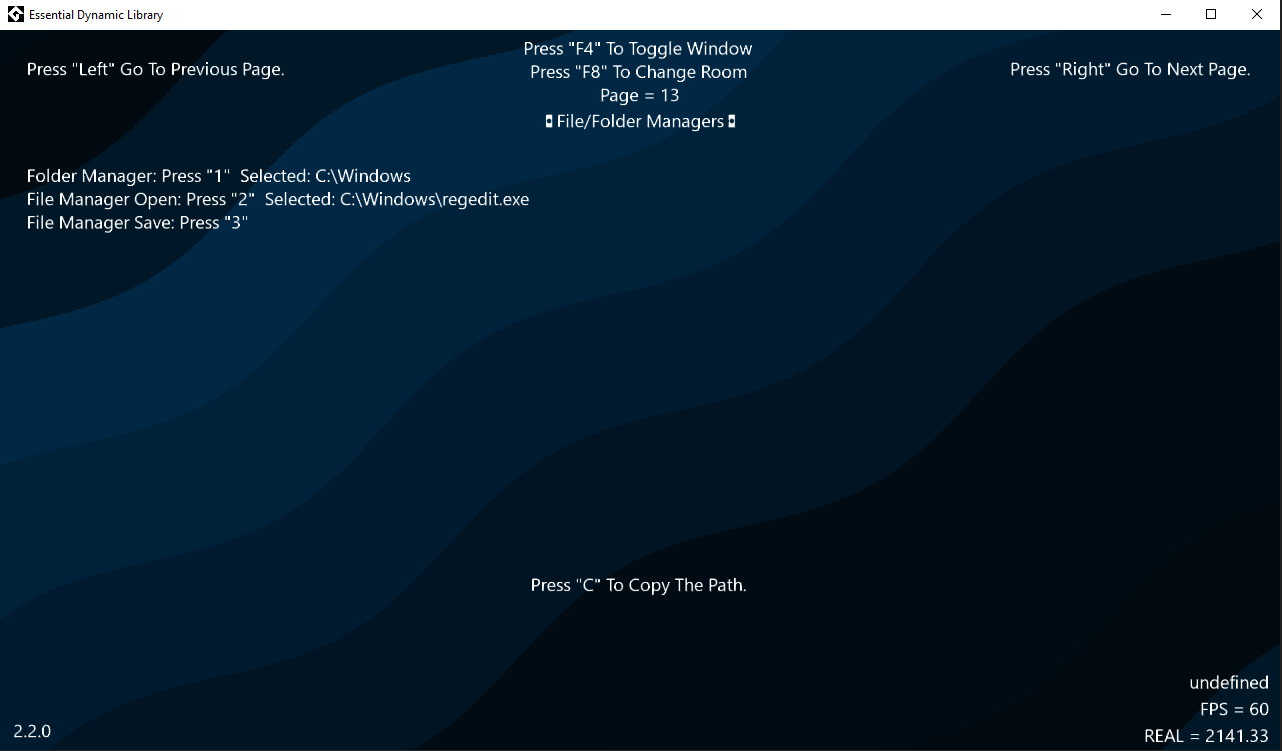 Essential Dynamic Library
Press "F4" To Toggle Window
Press "Left" Go To Previous Page.
Press "F8" To Change Room
Press "Right" Go To Next Page.
Page = 13
File/Folder Managers
Folder Manager: Press "1"  Selected: C:\Windows
File Manager Open: Press "2"  Selected: C:\Windows\regedit.exe
File Manager Save: Press "3"
Press "C" To Copy The Path.
undefined
FPS = 60
2.2.0
REAL = 2141.33